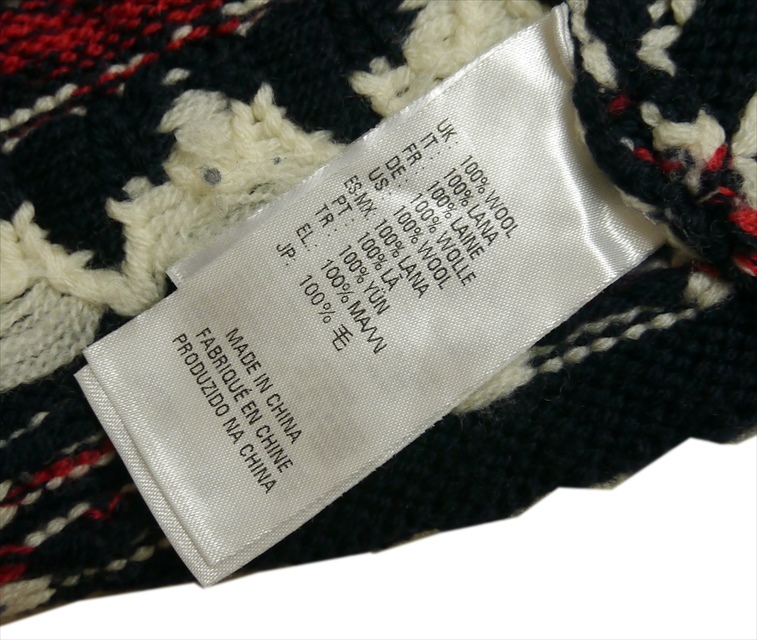 UK: 100% WOOL
IT: 100% LANA
FR: 100% LAINE
DE: 100% WOLLE
US: 100% WOOL
ES-MX: 100% LANA
PT: 100% LÃ
TR: 100% YÜN
EL: 100% ΜΑΛΛΙ
JP: 100% 毛
MADE IN CHINA
FABRIQUÉ EN CHINE
PRODUZIDO NA CHINA